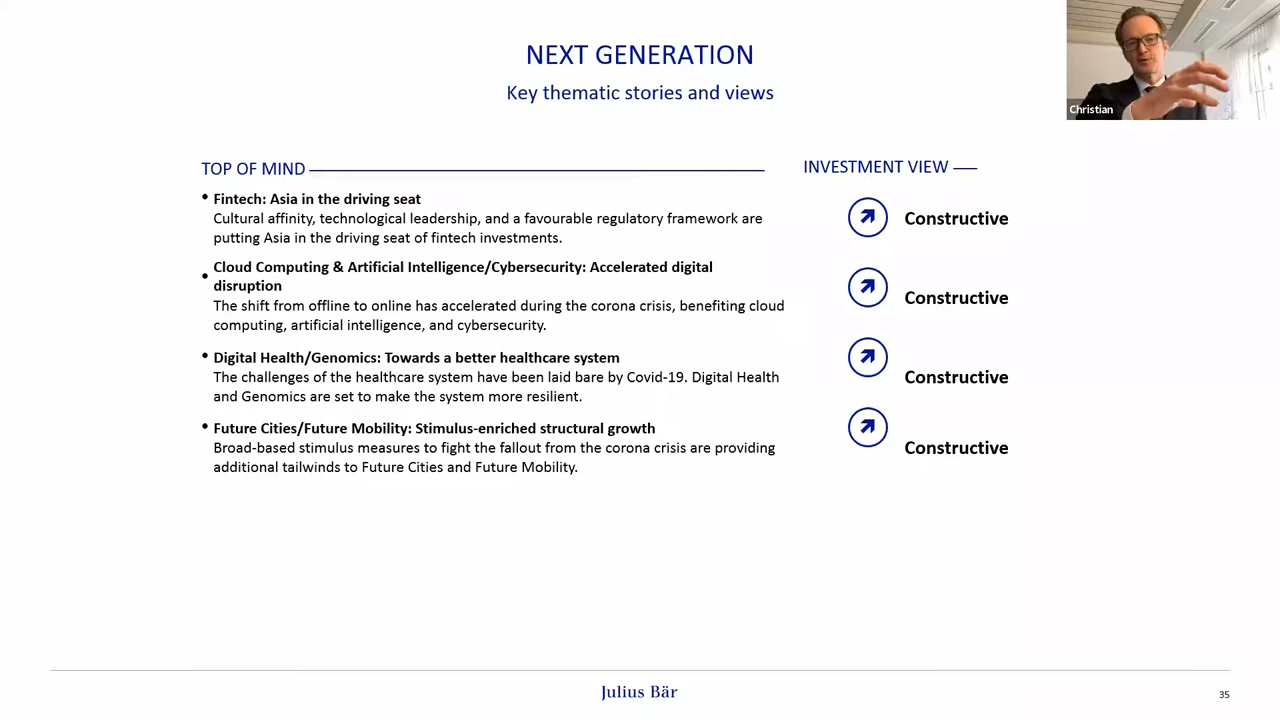 NEXT GENERATION
Key thematic stories and views
Christian
TOP OF MIND
INVESTMENT VIEW
• Fintech: Asia in the driving seat
Cultural affinity, technological leadership, and a favourable regulatory framework are
putting Asia in the driving seat of fintech investments.
Constructive
• Cloud Computing & Artificial Intelligence/Cybersecurity: Accelerated digital
disruption
The shift from offline to online has accelerated during the corona crisis, benefiting cloud
computing, artificial intelligence, and cybersecurity.
Constructive
• Digital Health/Genomics: Towards a better healthcare system
The challenges of the healthcare system have been laid bare by Covid-19. Digital Health
and Genomics are set to make the system more resilient.
Constructive
• Future Cities/Future Mobility: Stimulus-enriched structural growth
Broad-based stimulus measures to fight the fallout from the corona crisis are providing
additional tailwinds to Future Cities and Future Mobility.
Constructive
Julius Bär
35